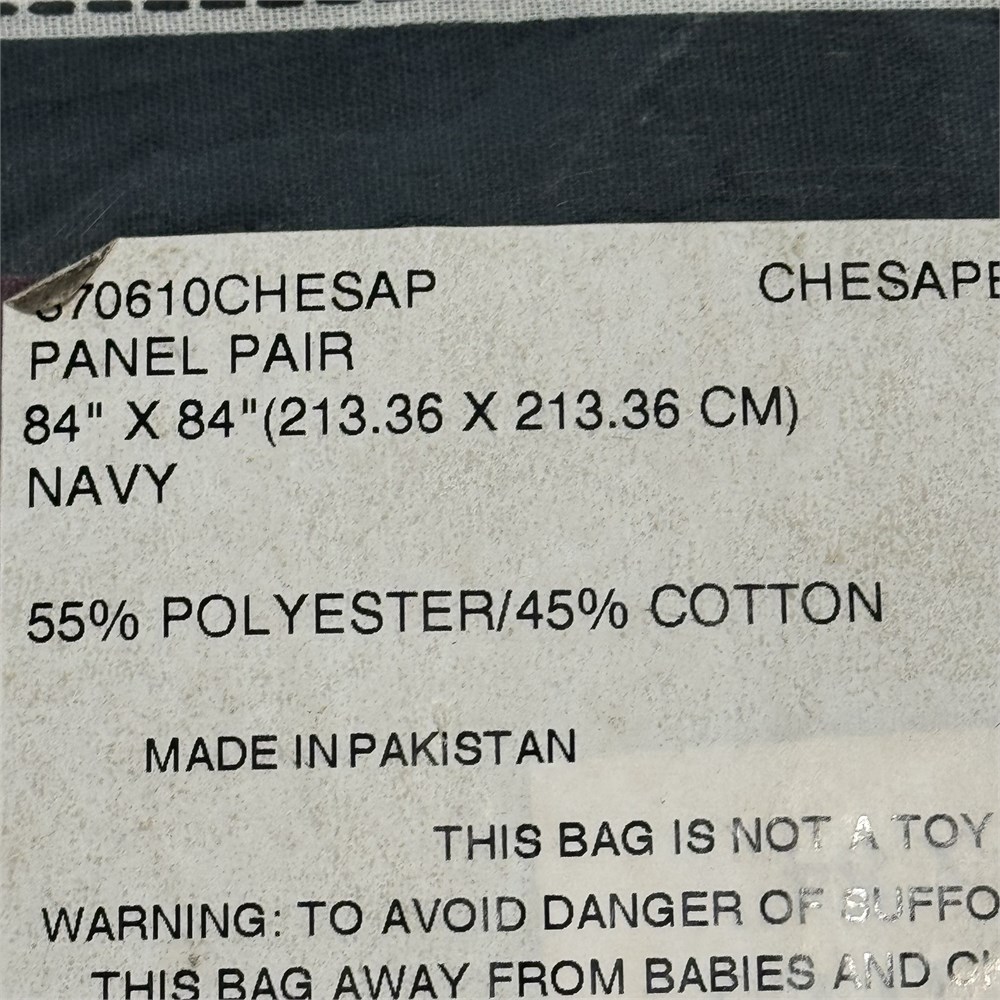 70610CHESAP CHESAPE
PANEL PAIR
84" X 84"(213.36 X 213.36 CM)
NAVY
55% POLYESTER/45% COTTON
MADE IN PAKISTAN
THIS BAG IS NOT A TOY
WARNING: TO AVOID DANGER OF SUFFO
THIS BAG AWAY FROM BABIES AND